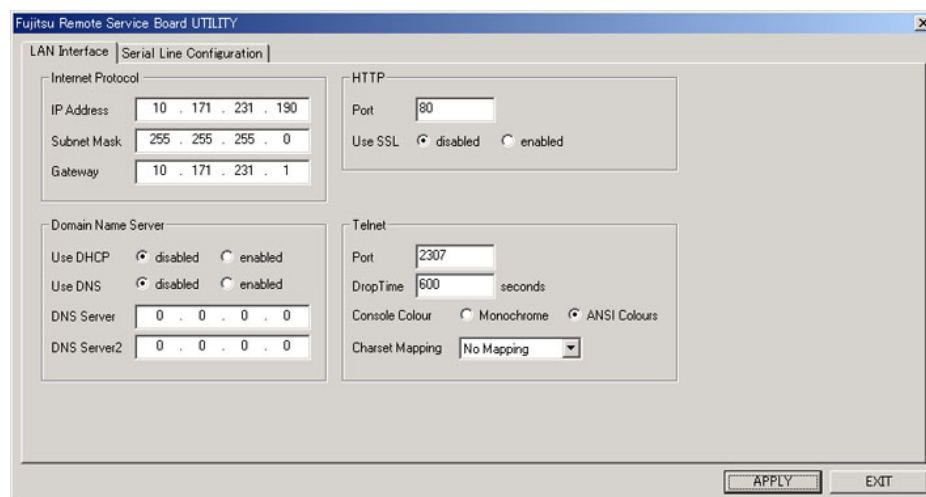 Fujitsu Remote Service Board UTILITY
LAN Interface Serial Line Configuration
Internet Protocol
IP Address 10 . 171 . 231 . 190
Subnet Mask 255 . 255 . 255 . 0
Gateway 10 . 171 . 231 . 1
HTTP
Port 80
Use SSL disabled enabled
Domain Name Server
Use DHCP disabled enabled
Use DNS disabled enabled
DNS Server 0 . 0 . 0 . 0
DNS Server2 0 . 0 . 0 . 0
Telnet
Port 2307
DropTime 600 seconds
Console Colour Monochrome ANSI Colours
Charset Mapping No Mapping
APPLY EXIT